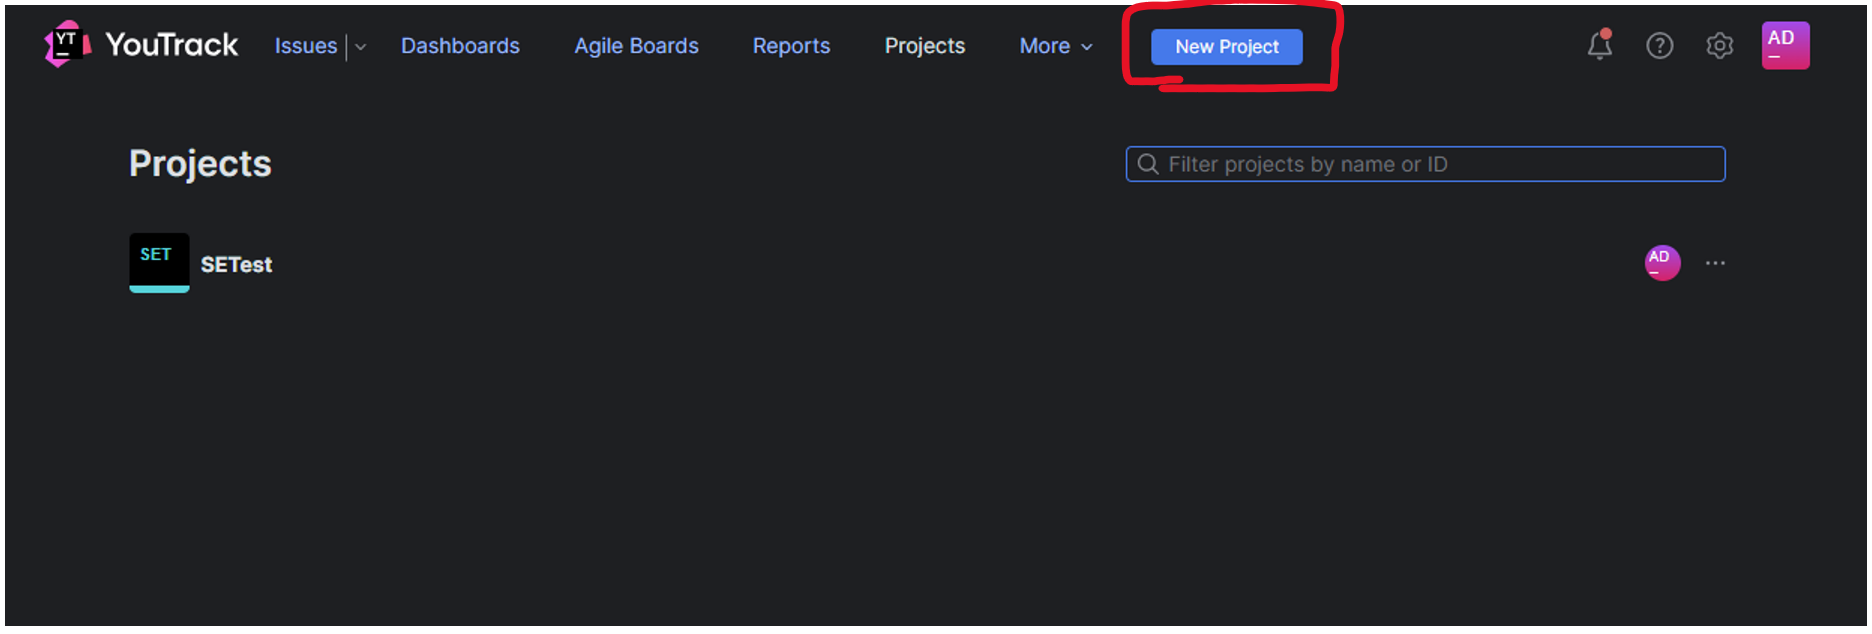 YT YouTrack Issues Dashboards Agile Boards Reports Projects More New Project AD
Projects
Filter projects by name or ID
SET
SETest
AD